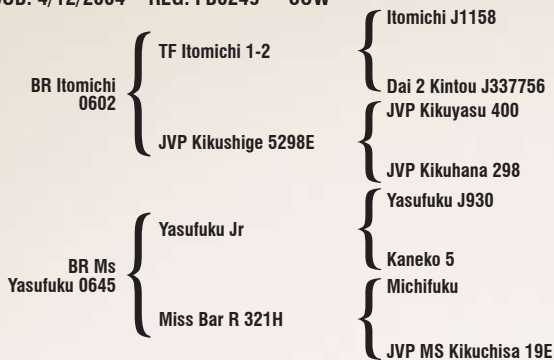 DOB: 4/12/2004 REG: COW
BR Itomichi
0602
BR Ms
Yasufuku 0645
TF Itomichi 1-2
JVP Kikushige 5298E
Yasufuku Jr
Miss Bar R 321H
Itomichi J1158
Dai 2 Kintou J337756
JVP Kikuyasu 400
JVP Kikuhana 298
Yasufuku J930
Kaneko 5
Michifuku
JVP MS Kikuchisa 19E